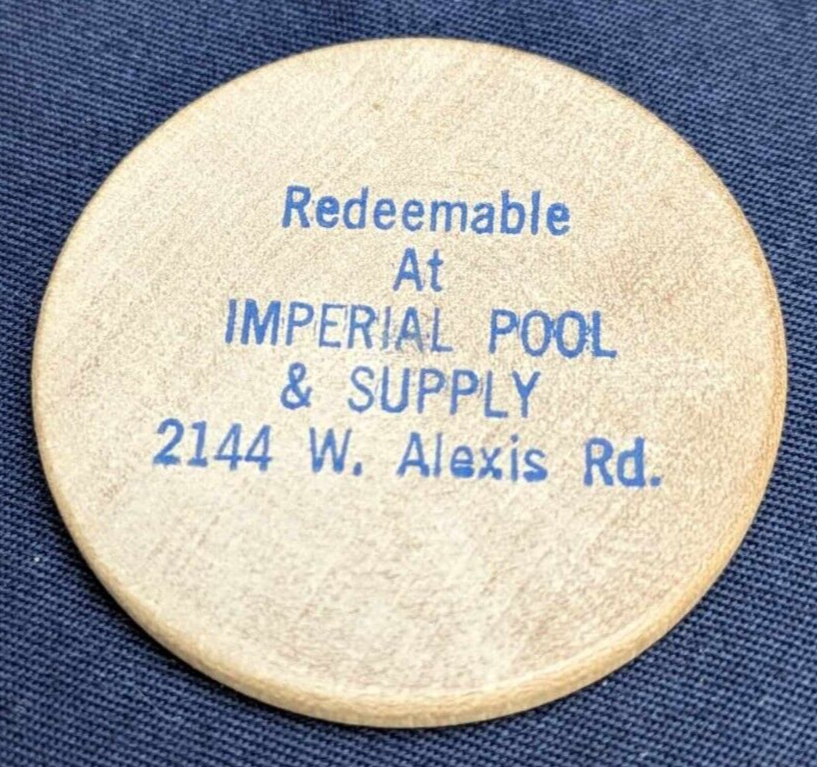 Redeemable
At
IMPERIAL POOL
& SUPPLY
2144 W. Alexis Rd.